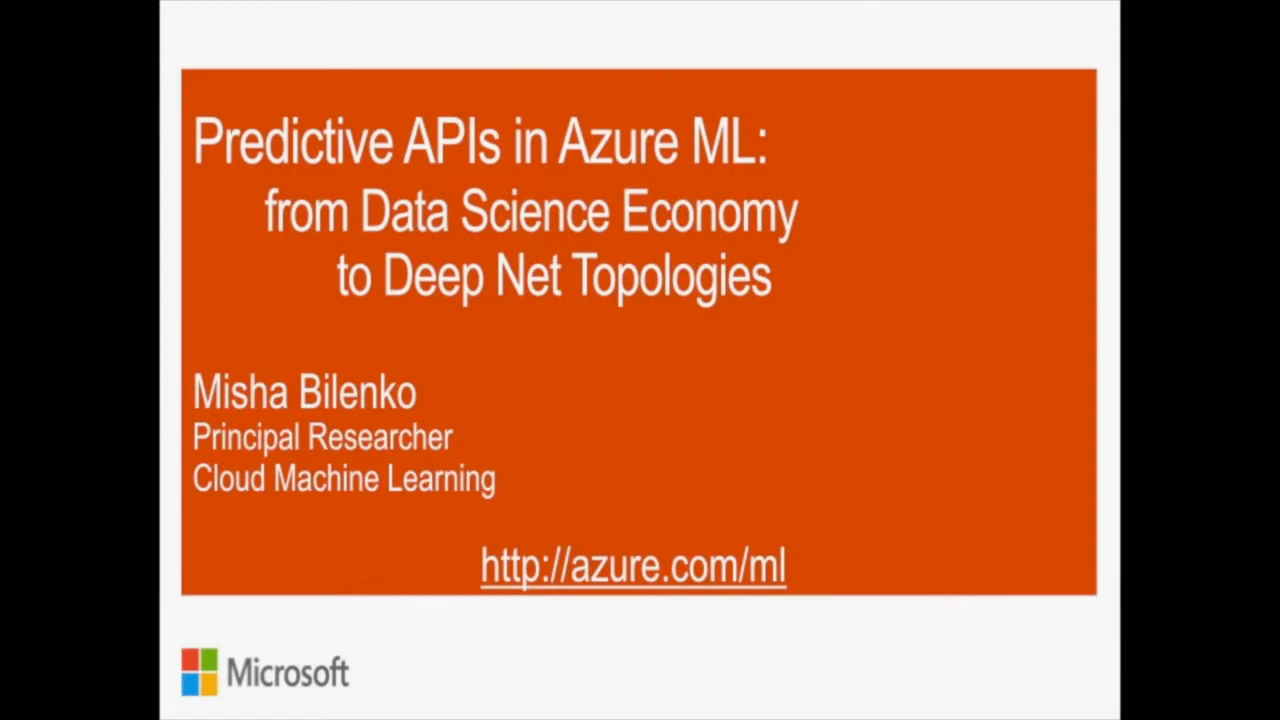 Predictive APIs in Azure ML:
from Data Science Economy
to Deep Net Topologies
Misha Bilenko
Principal Researcher
Cloud Machine Learning
http://azure.com/ml
Microsoft